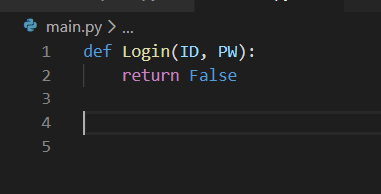 main.py > ...
1 def Login(ID, PW):
2     return False
3
4
5